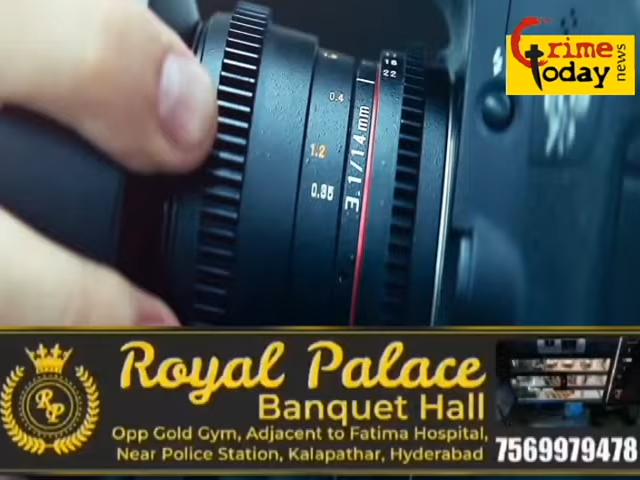 Crime
Today
news
16
22
0.4
1.2
0.35
3.1/14mm
Royal Palace
Banquet Hall
RP
Opp Gold Gym, Adjacent to Fatima Hospital,
Near Police Station, Kalapathar, Hyderabad
7569979478